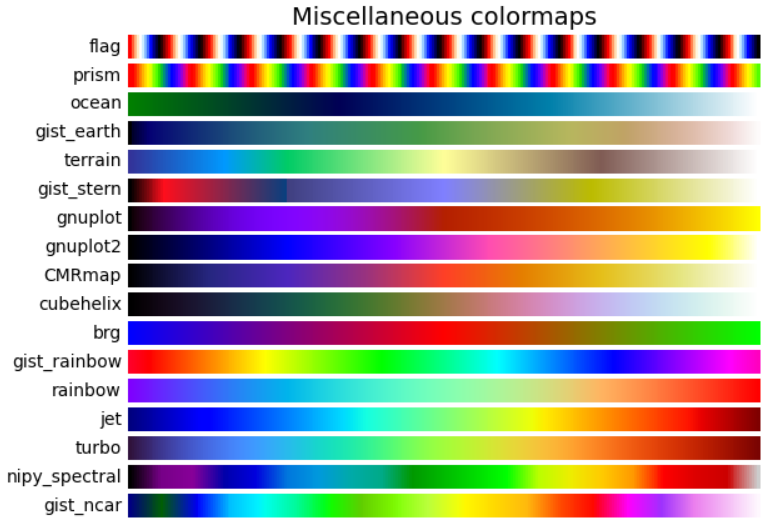 Miscellaneous colormaps
flag
prism
ocean
gist_earth
terrain
gist_stern
gnuplot
gnuplot2
CMRmap
cubehelix
brg
gist_rainbow
rainbow
jet
turbo
nipy_spectral
gist_ncar